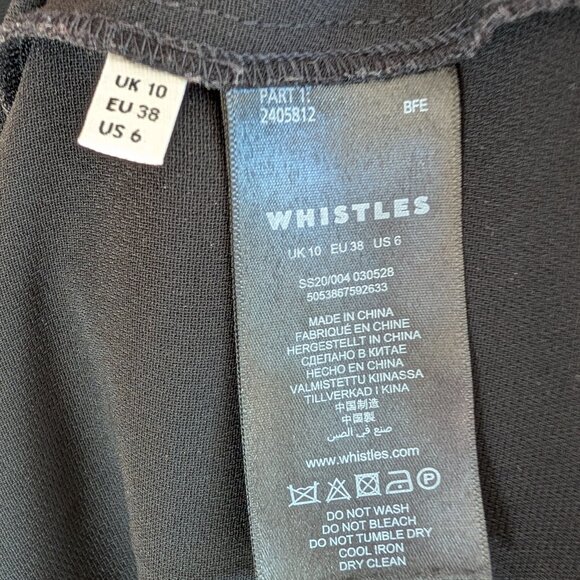 UK 10
EU 38
US 6
PART 1:
2405812
BFE
WHISTLES
UK 10 EU 38 US 6
SS20/004 030528
5053867592633
MADE IN CHINA
FABRIQUÉ EN CHINE
HERGESTELLT IN CHINA
СДЕЛАНО В КИТАЕ
HECHO EN CHINA
VALMISTETTU KIINASSA
TILLVERKAD I KINA
中国制造
中国製
صنع في الصين
www.whistles.com
P
DO NOT WASH
DO NOT BLEACH
DO NOT TUMBLE DRY
COOL IRON
DRY CLEAN